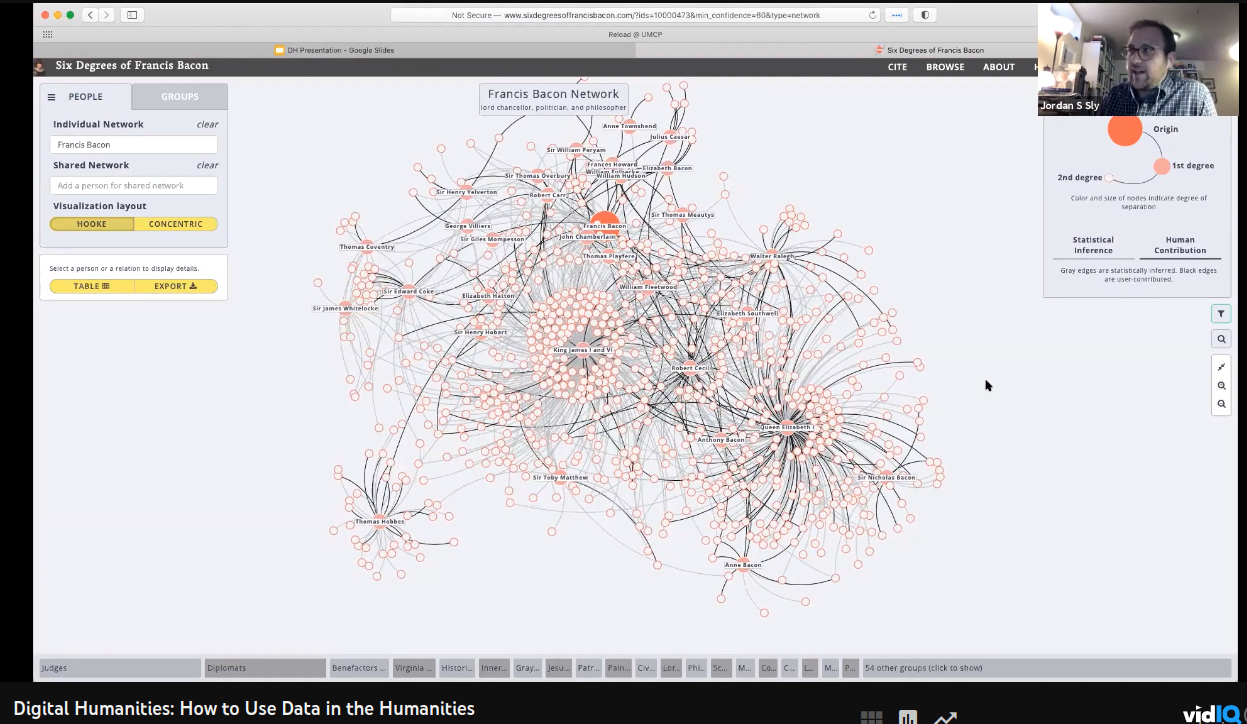 Not Secure — www.sixdegreesoffrancisbacon.com/?ids=10000473&min_confidence=60&type=network
Reload @ UMCP
DH Presentation - Google Slides
Six Degrees of Francis Bacon
Six Degrees of Francis Bacon
CITE
BROWSE
ABOUT
Jordan S Sly
PEOPLE
GROUPS
Individual Network
clear
Francis Bacon
Shared Network
clear
Add a person for shared network
Visualization layout
HOOKE
CONCENTRIC
Select a person or a relation to display details.
TABLE
EXPORT
Francis Bacon Network
lord chancellor, politician, and philosopher
Anne Townshend
Julius Caesar
Sir William Peryam
Frances Howard
William Hudson
Elizabeth Bacon
Sir Thomas Overbury
Sir Henry Yelverton
Robert Carr
Sir Thomas Meautys
George Villiers
Francis Bacon
Sir Giles Mompesson
John Chamberlain
Thomas Coventry
Thomas Playfere
Walter Ralegh
William Fleetwood
Sir Edward Coke
Elizabeth Hatton
Sir James Whitelocke
Elizabeth Southwell
Sir Henry Hobart
King James I and VI
Robert Cecil
Queen Elizabeth I
Anthony Bacon
Sir Toby Matthew
Sir Nicholas Bacon
Thomas Hobbes
Anne Bacon
Origin
1st degree
2nd degree
Color and size of nodes indicate degree of
separation
Statistical
Inference
Human
Contribution
Gray edges are statistically inferred. Black edges
are user-contributed.
Judges
Diplomats
Benefactors ...
Virginia ...
Histori...
Inner...
Gray...
Jesu...
Patr...
Pain...
Civ...
Lor...
Phi...
Sc...
M...
Co...
C...
L...
M...
P...
54 other groups (click to show)
Digital Humanities: How to Use Data in the Humanities
vidIQ